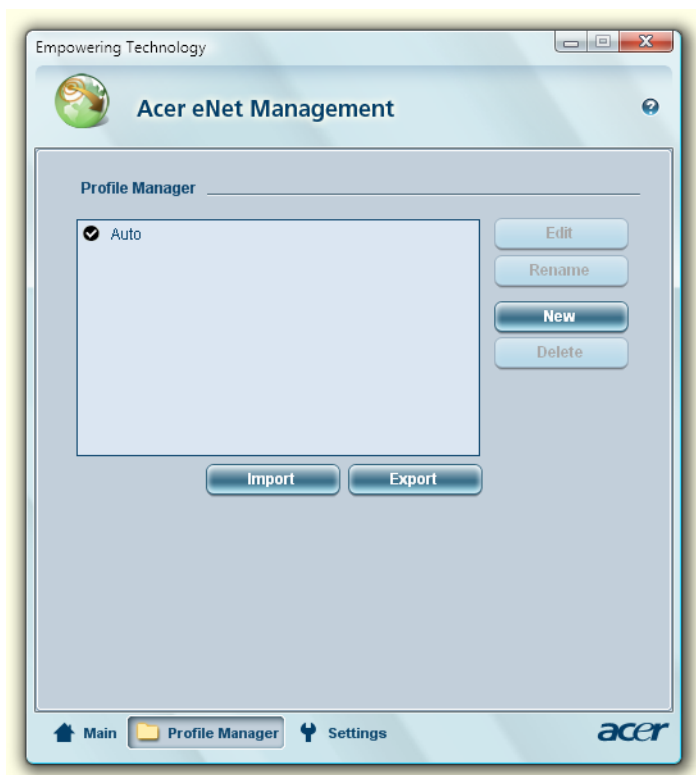 Empowering Technology
Acer eNet Management
Profile Manager
Auto
Edit
Rename
New
Delete
Import Export
Main Profile Manager Settings acer